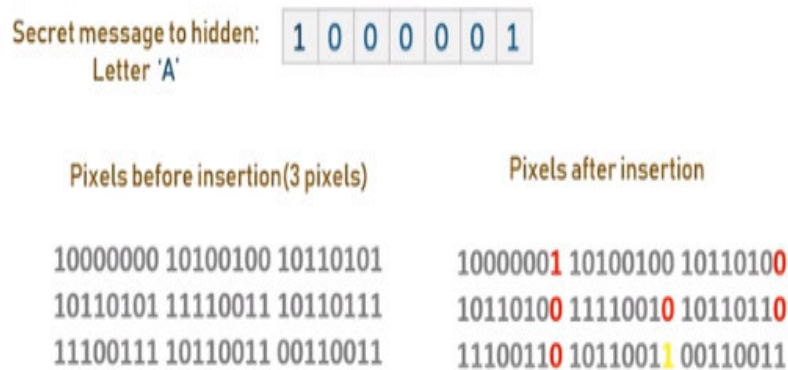 Secret message to hidden: 1 0 0 0 0 0 1
Letter 'A'
Pixels before insertion(3 pixels)
10000000 10100100 10110101
10110101 11110011 10110111
11100111 10110011 00110011
Pixels after insertion
10000001 10100100 10110100
10110100 11110010 10110110
11100110 10110011 00110011